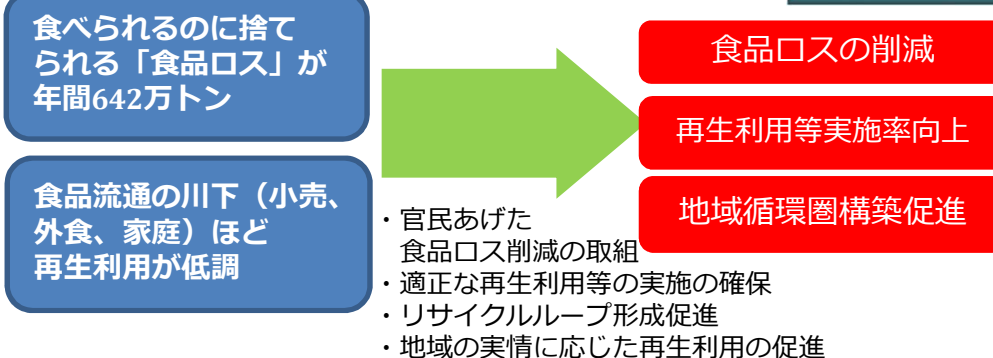 食べられるのに捨て
られる「食品ロス」が
年間642万トン
食品流通の川下（小売、
外食、家庭）ほど
再生利用が低調
・官民あげた
食品ロス削減の取組
・適正な再生利用等の実施の確保
・リサイクルループ形成促進
・地域の実情に応じた再生利用の促進
食品ロスの削減
再生利用等実施率向上
地域循環圏構築促進